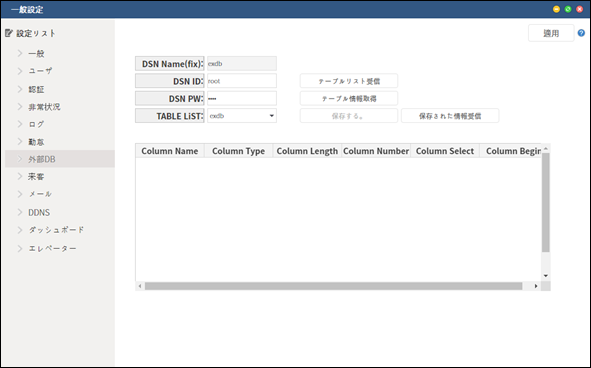 一般設定
設定リスト
適用
一般
ユーザ
認証
非常状況
ログ
勤怠
外部DB
来客
メール
DDNS
ダッシュボード
エレベーター
DSN Name(fix): exdb
DSN ID: root
テーブルリスト受信
DSN PW: ••••
テーブル情報取得
TABLE LiST: exdb
保存する。
保存された情報受信
Column Name Column Type Column Length Column Number Column Select Column Begin